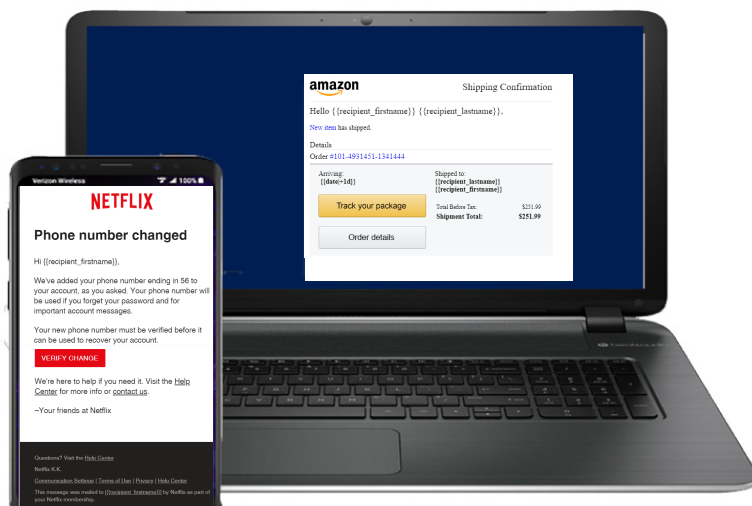 amazon
Shipping Confirmation
Hello {{recipient_firstname}} {{recipient_lastname}},
New item has shipped.
Details
Order #101-4931451-1341444
Arriving:
{{date|+1d}}
Shipped to:
{{recipient_lastname}}
{{recipient_firstname}}
Track your package
Total Before Tax: $251.99
Shipment Total: $251.99
Order details
Verizon Wireless
100%
NETFLIX
Phone number changed
Hi {{recipient_firstname}},
We've added your phone number ending in 56 to
your account, as you asked. Your phone number will
be used if you forget your password and for
important account messages.
Your new phone number must be verified before it
can be used to recover your account.
VERIFY CHANGE
We're here to help if you need it. Visit the Help
Center for more info or contact us.
–Your friends at Netflix
Questions? Visit the Help Center
Netflix K.K.
Communication Settings | Terms of Use | Privacy | Help Center
This message was mailed to [{{recipient_firstname}}] by Netflix as part of
your Netflix membership.